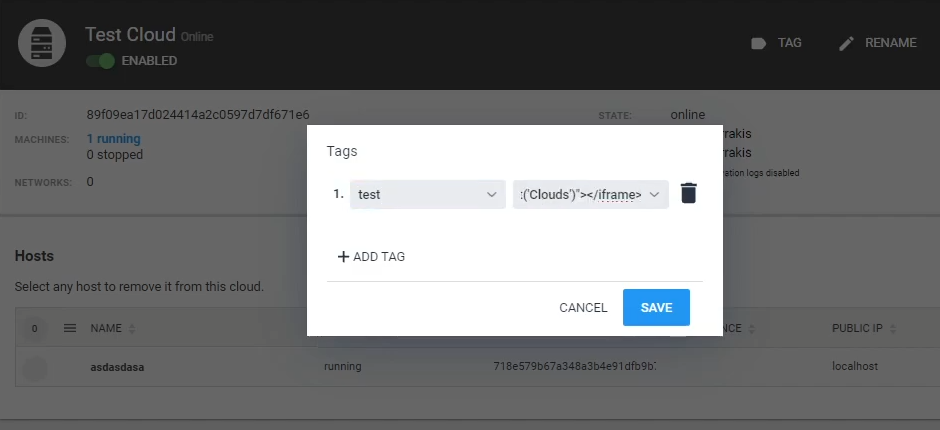 Test Cloud Online
ENABLED
TAG
RENAME
ID: 89f09ea17d024414a2c0597d7df671e6
STATE: online
MACHINES: 1 running
0 stopped
rrakis
rrakis
ration logs disabled
NETWORKS: 0
Tags
1. test :('Clouds')"></iframe>
+ ADD TAG
CANCEL SAVE
Hosts
Select any host to remove it from this cloud.
0 NAME NCE PUBLIC IP
asdasdasa running 718e579b67a348a3b4e91dfb9b7 localhost